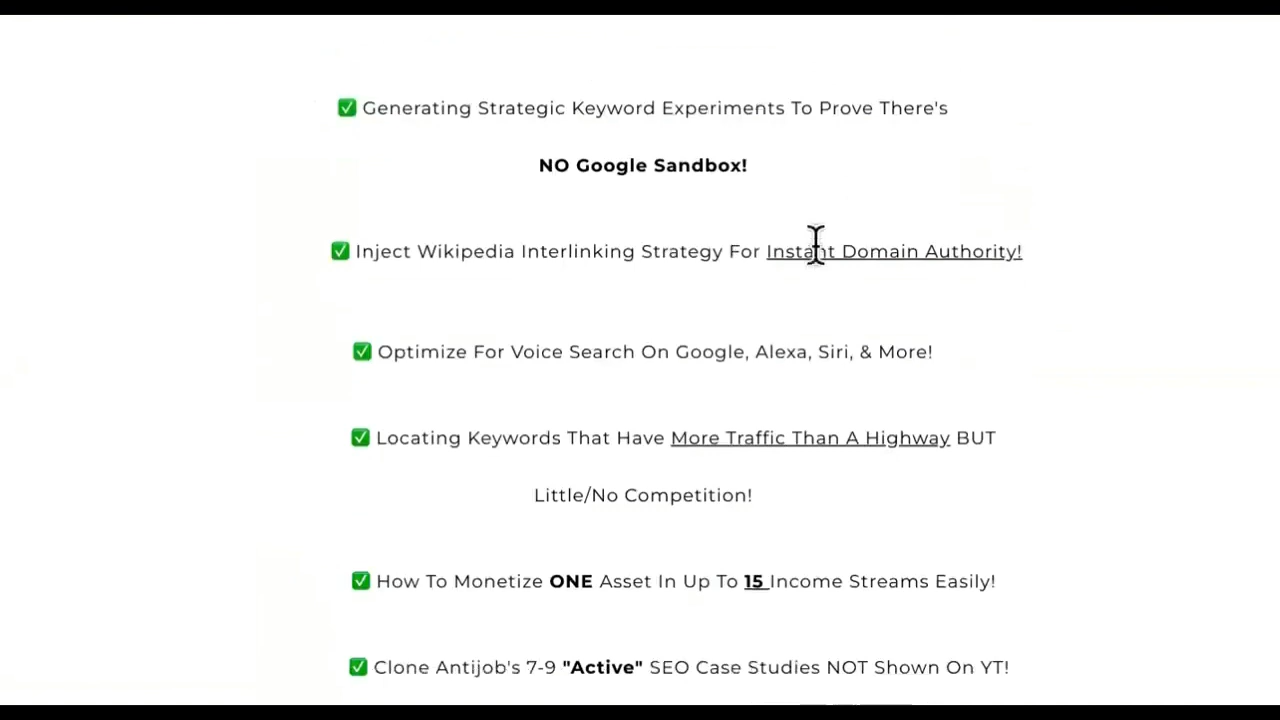 ✅ Generating Strategic Keyword Experiments To Prove There's
NO Google Sandbox!
✅ Inject Wikipedia Interlinking Strategy For Instant Domain Authority!
✅ Optimize For Voice Search On Google, Alexa, Siri, & More!
✅ Locating Keywords That Have More Traffic Than A Highway BUT
Little/No Competition!
✅ How To Monetize ONE Asset In Up To 15 Income Streams Easily!
✅ Clone Antijob's 7-9 "Active" SEO Case Studies NOT Shown On YT!